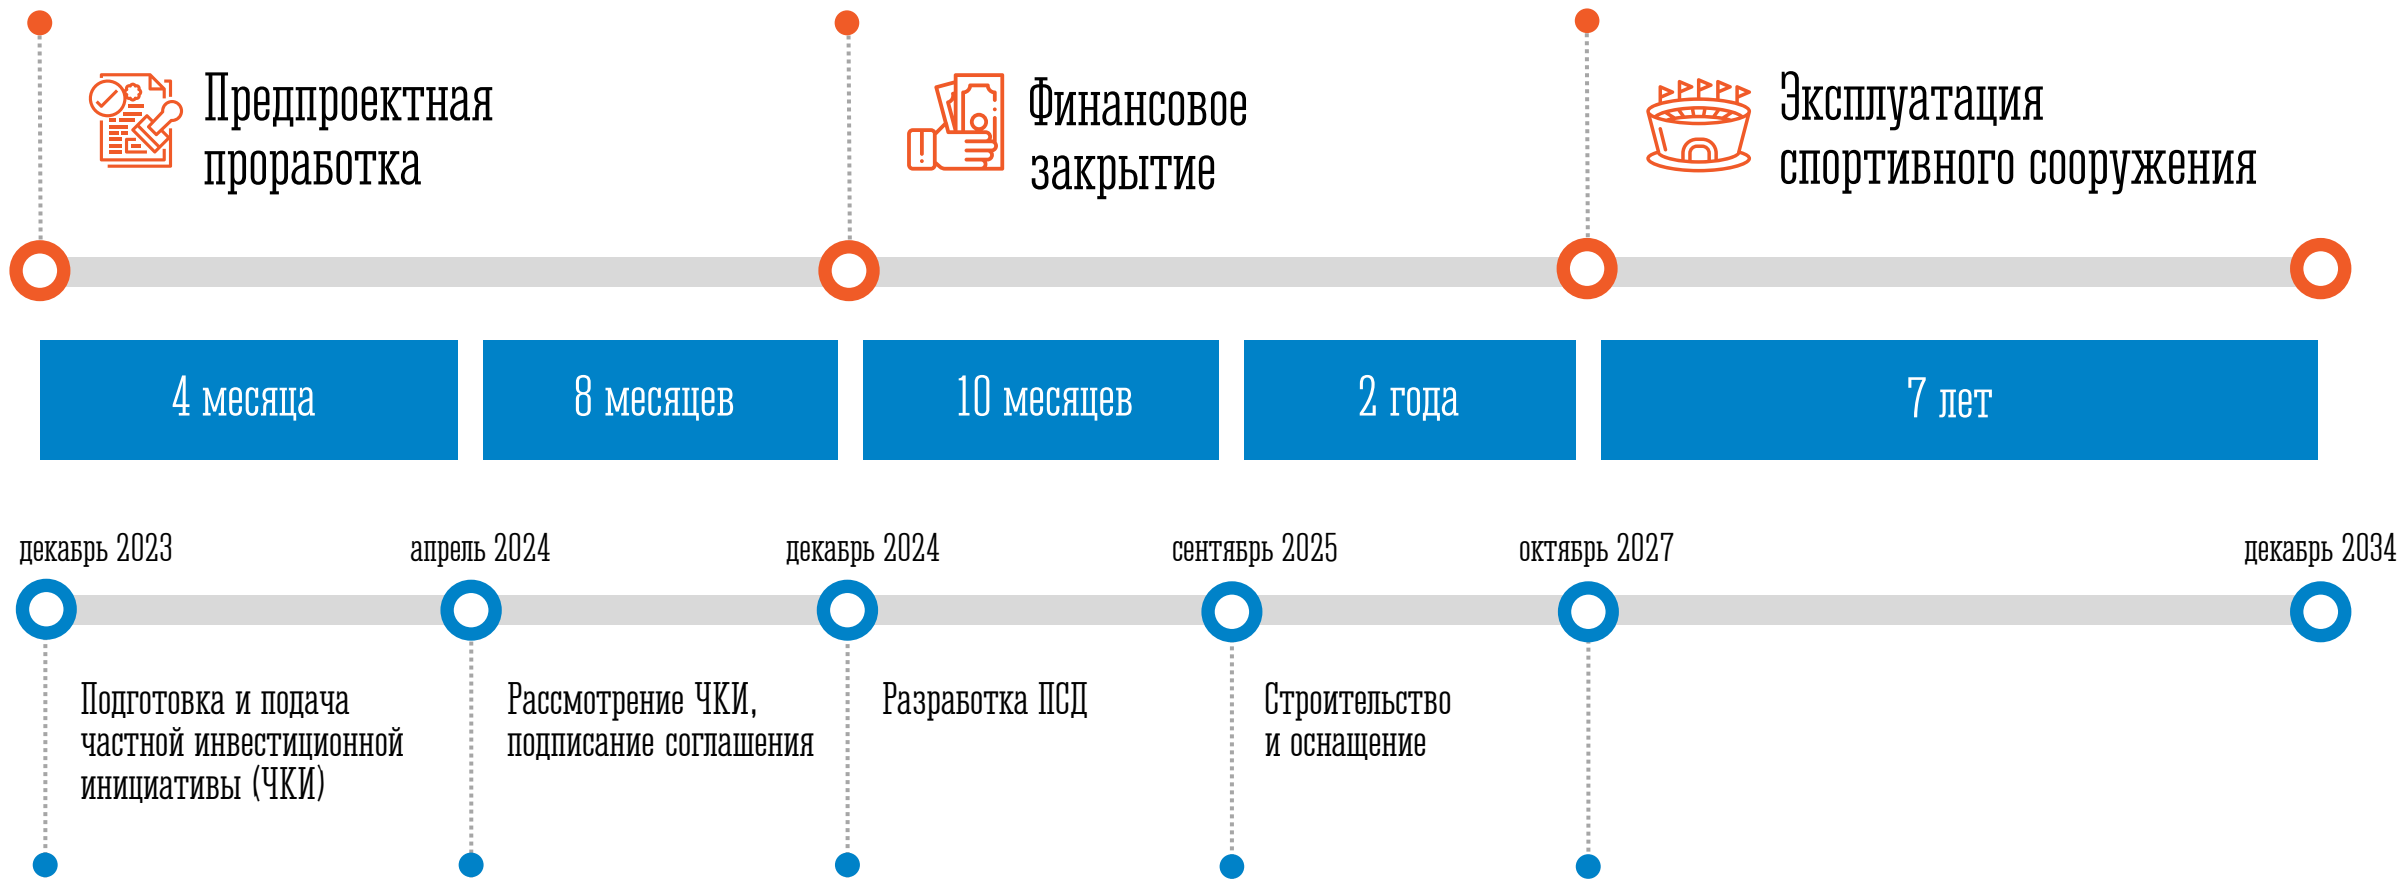 Предпроектная
проработка
Финансовое
закрытие
Эксплуатация
спортивного сооружения
4 месяца
8 месяцев
10 месяцев
2 года
7 лет
декабрь 2023
апрель 2024
декабрь 2024
сентябрь 2025
октябрь 2027
декабрь 2034
Подготовка и подача
частной инвестиционной
инициативы (ЧКИ)
Рассмотрение ЧКИ,
подписание соглашения
Разработка ПСД
Строительство
и оснащение